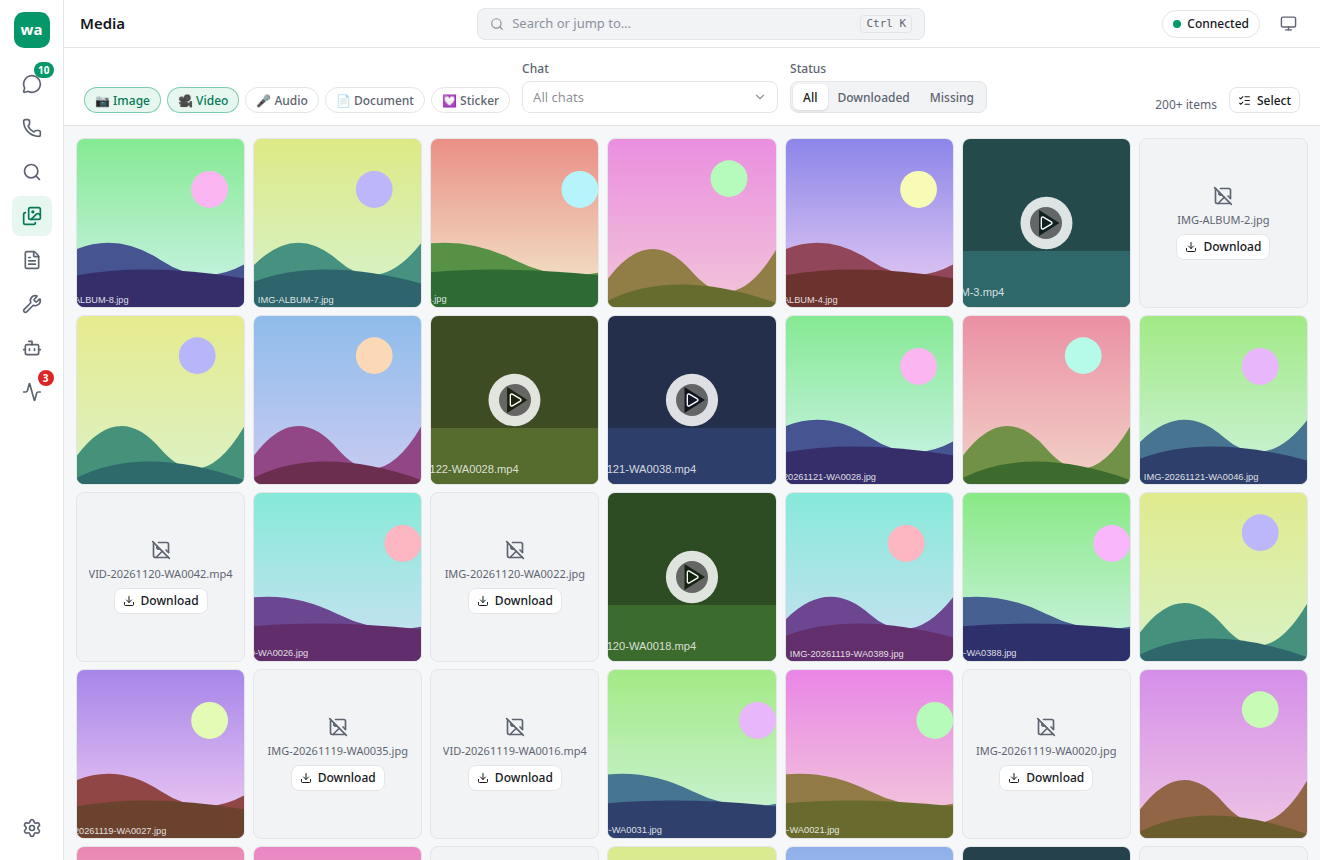 wa
Media
Search or jump to...
Ctrl K
Connected
10
3
Image
Video
Audio
Document
Sticker
Chat
All chats
Status
All
Downloaded
Missing
200+ items
Select
ALBUM-8.jpg
IMG-ALBUM-7.jpg
.jpg
ALBUM-4.jpg
M-3.mp4
IMG-ALBUM-2.jpg
Download
122-WA0028.mp4
121-WA0038.mp4
20261121-WA0028.jpg
IMG-20261121-WA0046.jpg
VID-20261120-WA0042.mp4
Download
-WA0026.jpg
IMG-20261120-WA0022.jpg
Download
120-WA0018.mp4
IMG-20261119-WA0389.jpg
-WA0388.jpg
20261119-WA0027.jpg
IMG-20261119-WA0035.jpg
Download
VID-20261119-WA0016.mp4
Download
-WA0031.jpg
-WA0021.jpg
IMG-20261119-WA0020.jpg
Download